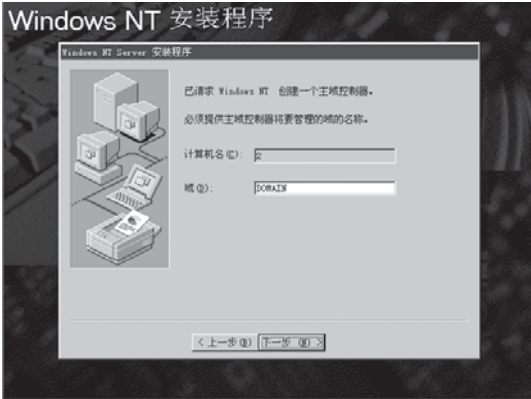 Windows NT 安装程序
Windows NT Server 安装程序
已请求 Windows NT 创建一个主域控制器。
必须提供主域控制器将要管理的域的名称。
计算机名(C): 2
域(D): DOMAIN
< 上一步(B) 下一步(N) >